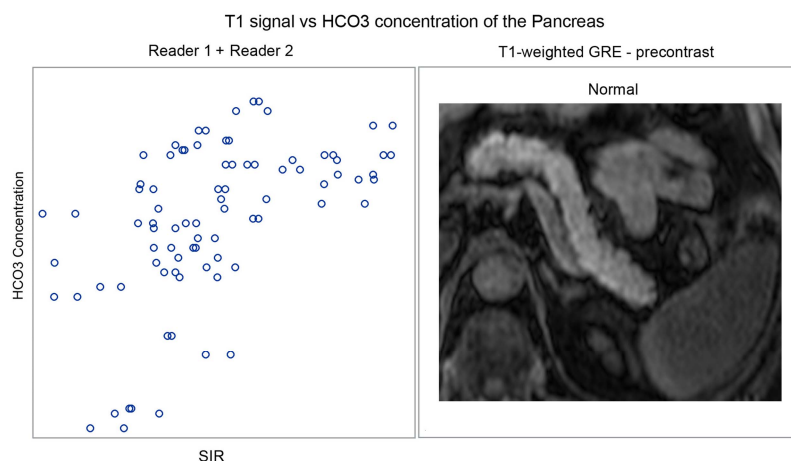 T1 signal vs HCO3 concentration of the Pancreas
Reader 1 + Reader 2
T1-weighted GRE - precontrast
Normal
HCO3 Concentration
SIR